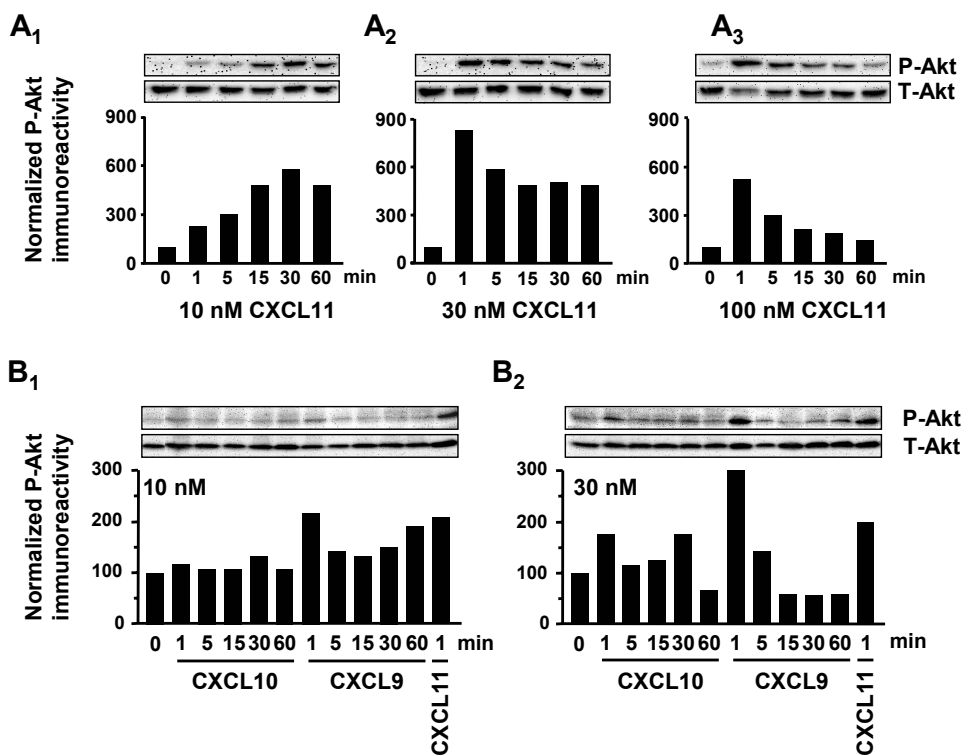 A1
A2
A3
P-Akt
T-Akt
Normalized P-Akt
immunoreactivity
900
600
300
0
0 1 5 15 30 60 min
10 nM CXCL11
900
600
300
0
0 1 5 15 30 60 min
30 nM CXCL11
900
600
300
0
0 1 5 15 30 60 min
100 nM CXCL11
B1
B2
P-Akt
T-Akt
Normalized P-Akt
immunoreactivity
300
200
100
0
10 nM
0 1 5 15 30 60 1 5 15 30 60 1 min
CXCL10 CXCL9
CXCL11
300
200
100
0
30 nM
0 1 5 15 30 60 1 5 15 30 60 1 min
CXCL10 CXCL9
CXCL11